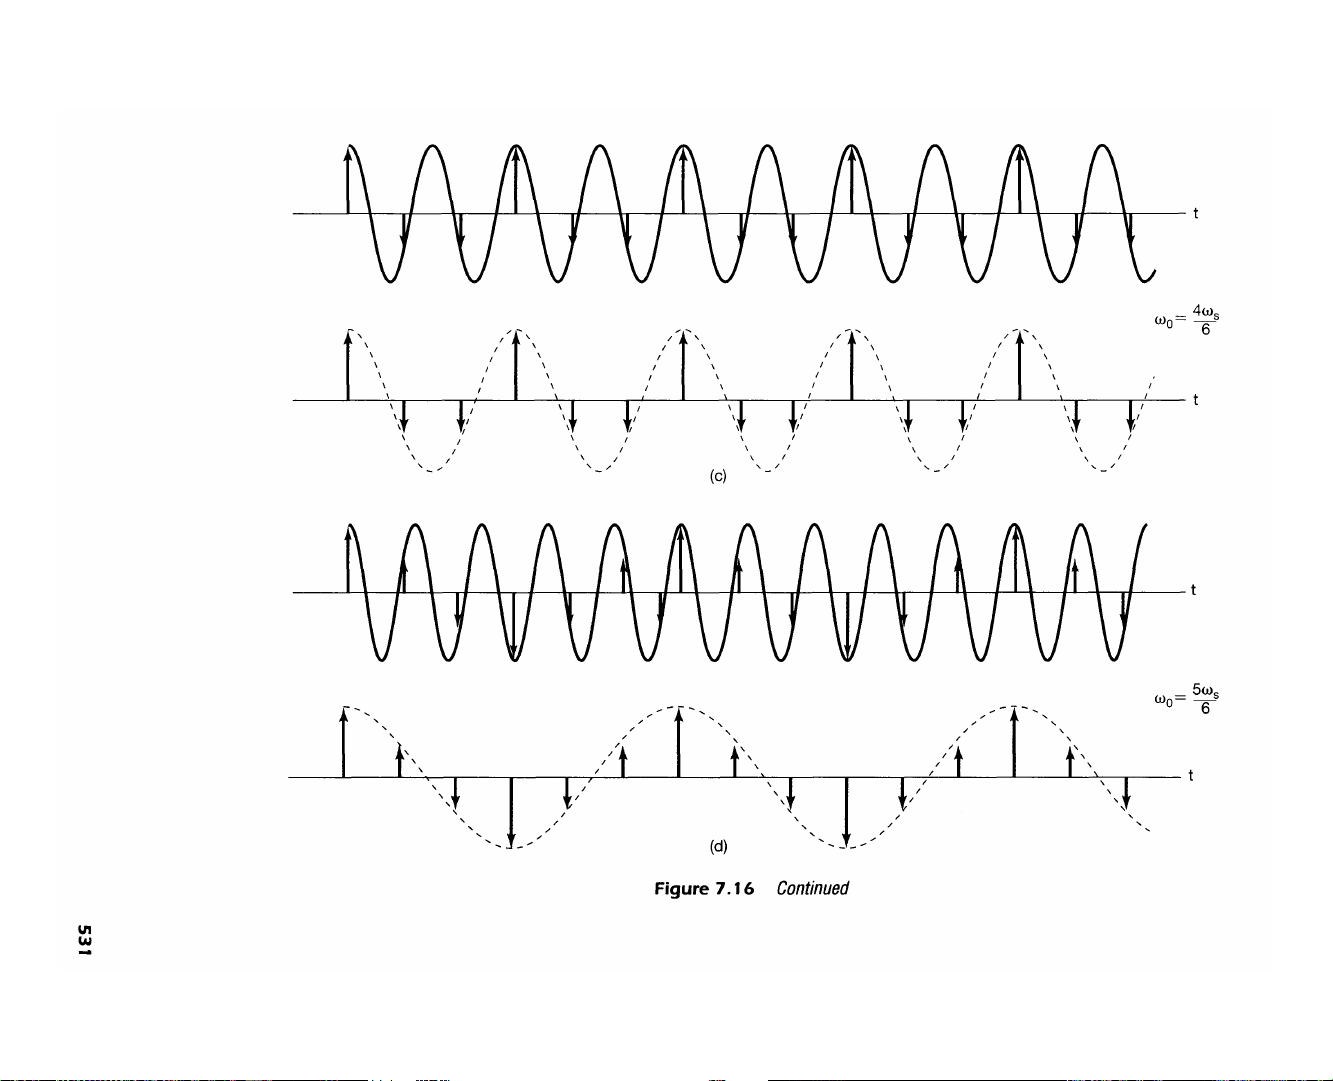 t
ω₀= 4ωₛ/6
t
(c)
t
ω₀= 5ωₛ/6
t
(d)
Figure 7.16 Continued
531